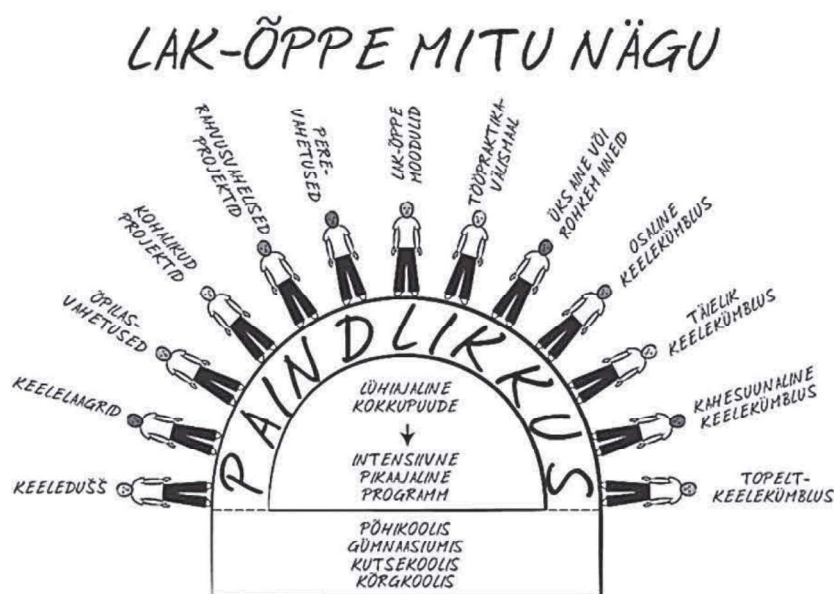 LAK-ÕPPE MITU NÄGU
KEELEDUŠŠ
KEELELAAGRID
ÕPILAS-
VAHETUSED
KOHALIKUD
PROJEKTID
RAHVUSVAHELISED
PROJEKTID
PERE-
VAHETUSED
LAK-ÕPPE
MOODULID
TÖÖPRAKTIKA
VÄLISMAAL
ÜKS AINE VÕI
ROHKEM AINEID
OSALINE
KEELEKÜMBLUS
TÄIELIK
KEELEKÜMBLUS
KAHESUUNALINE
KEELEKÜMBLUS
TOPELT-
KEELEKÜMBLUS
PAINDLIKKUS
LÜHIAJALINE
KOKKUPUUDE
INTENSIIVNE
PIKAAJALINE
PROGRAMM
PÕHIKOOLIS
GÜMNAASIUMIS
KUTSEKOOLIS
KÕRGKOOLIS